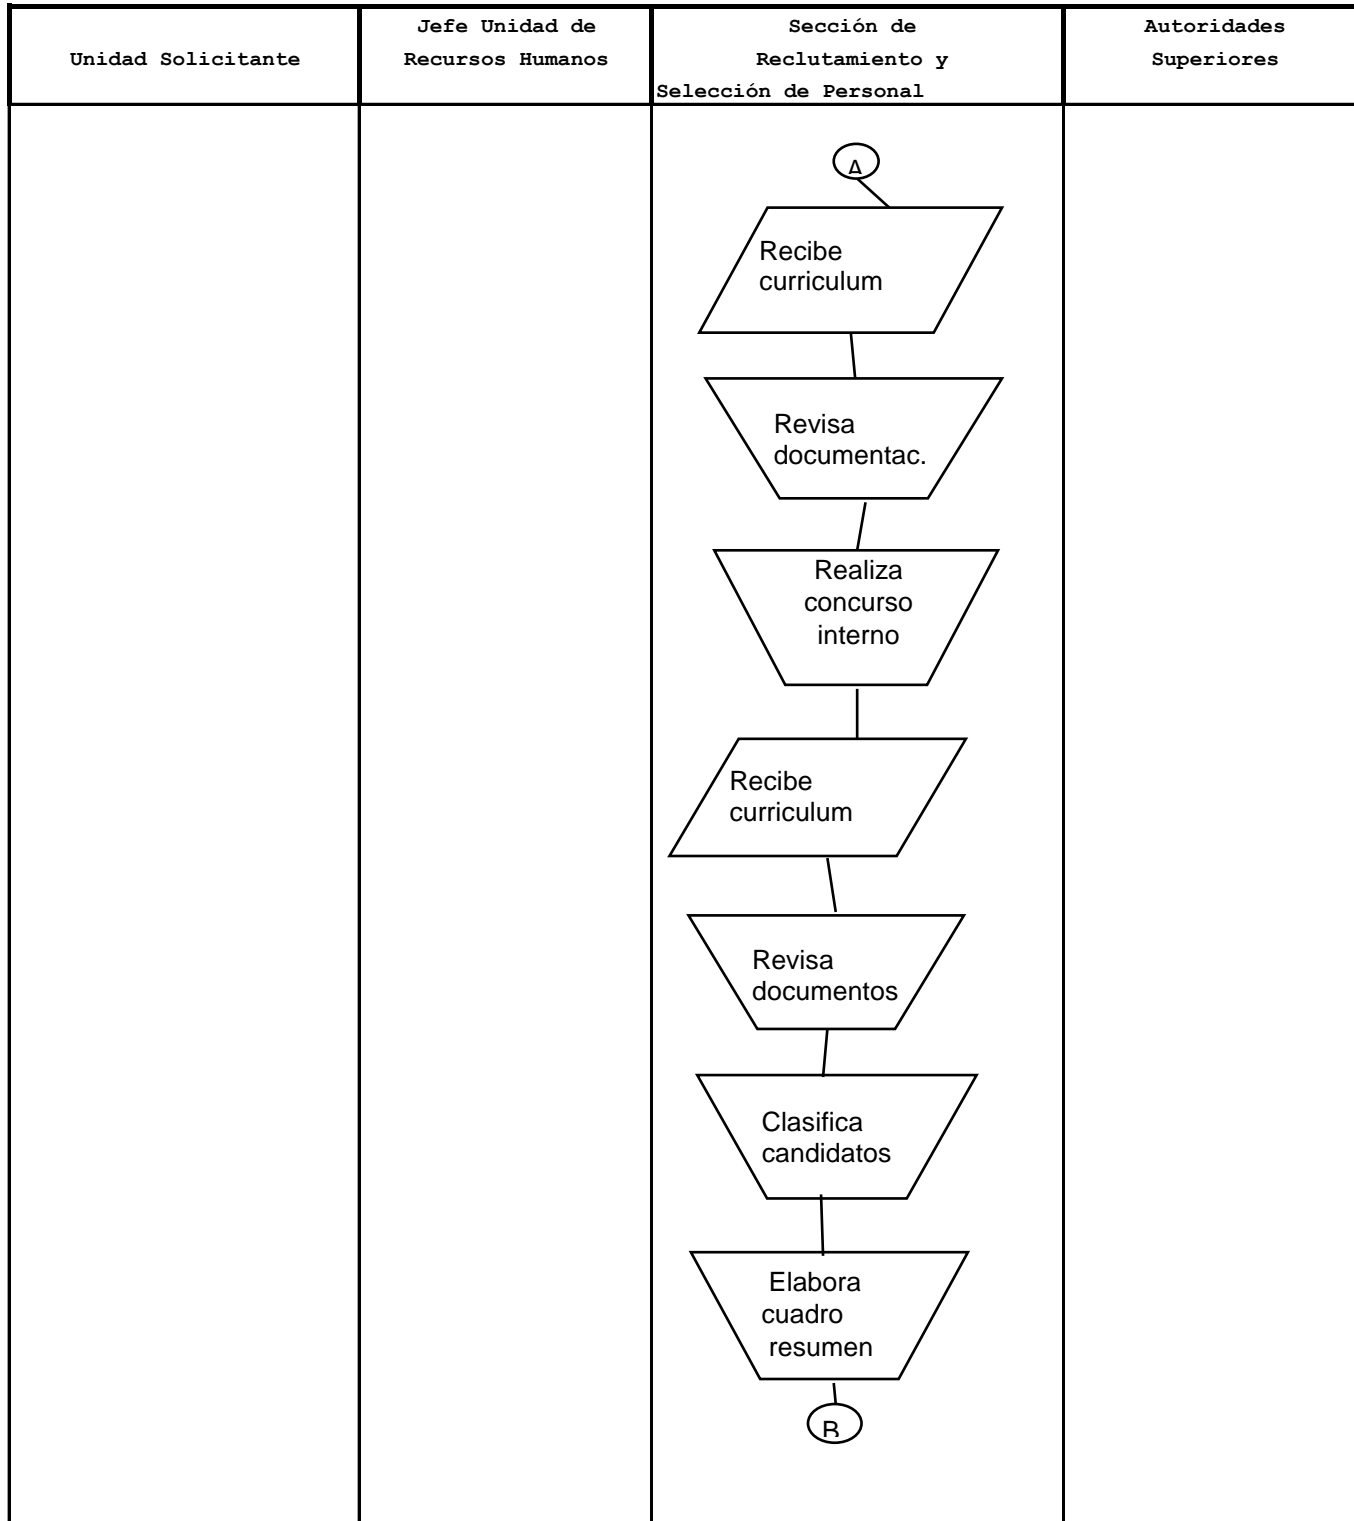 Unidad Solicitante
Jefe Unidad de
Recursos Humanos
Sección de
Reclutamiento y
Selección de Personal
Autoridades
Superiores
A
Recibe
curriculum
Revisa
documentac.
Realiza
concurso
interno
Recibe
curriculum
Revisa
documentos
Clasifica
candidatos
Elabora
cuadro
resumen
B